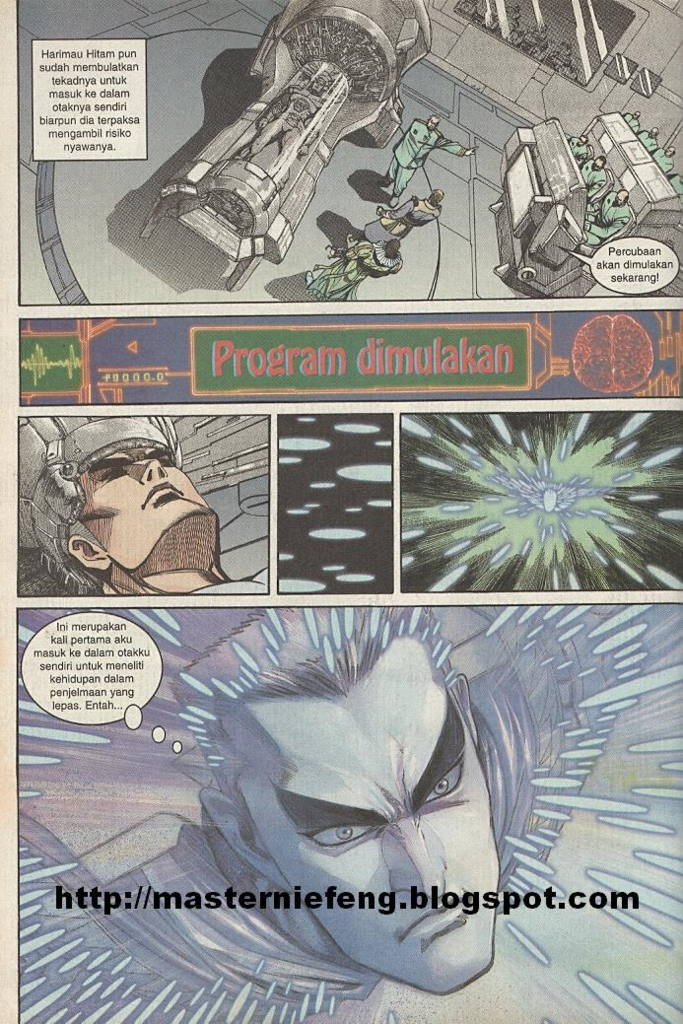 Harimau Hitam pun
sudah membulatkan
tekadnya untuk
masuk ke dalam
otaknya sendiri
biarpun dia terpaksa
mengambil risiko
nyawanya.
Percubaan
akan dimulakan
sekarang!
Program dimulakan
Ini merupakan
kali pertama aku
masuk ke dalam otakku
sendiri untuk meneliti
kehidupan dalam
penjelmaan yang
lepas. Entah...
http://masterniefeng.blogspot.com